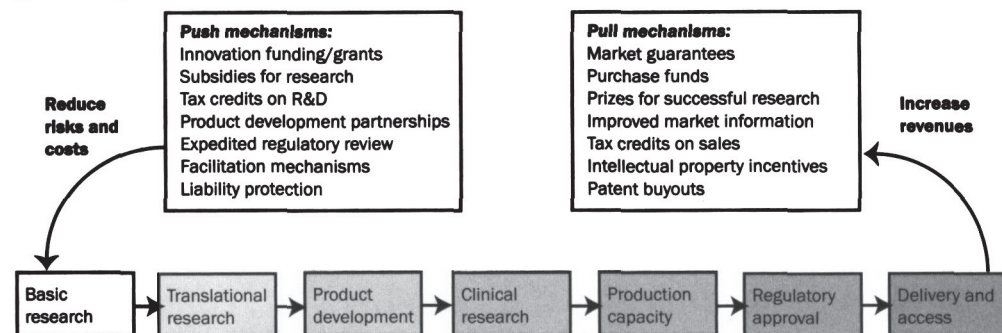 Push mechanisms:
Innovation funding/grants
Subsidies for research
Tax credits on R&D
Product development partnerships
Expedited regulatory review
Facilitation mechanisms
Liability protection
Pull mechanisms:
Market guarantees
Purchase funds
Prizes for successful research
Improved market information
Tax credits on sales
Intellectual property incentives
Patent buyouts
Reduce
risks and
costs
Increase
revenues
Basic
research
Translational
research
Product
development
Clinical
research
Production
capacity
Regulatory
approval
Delivery and
access